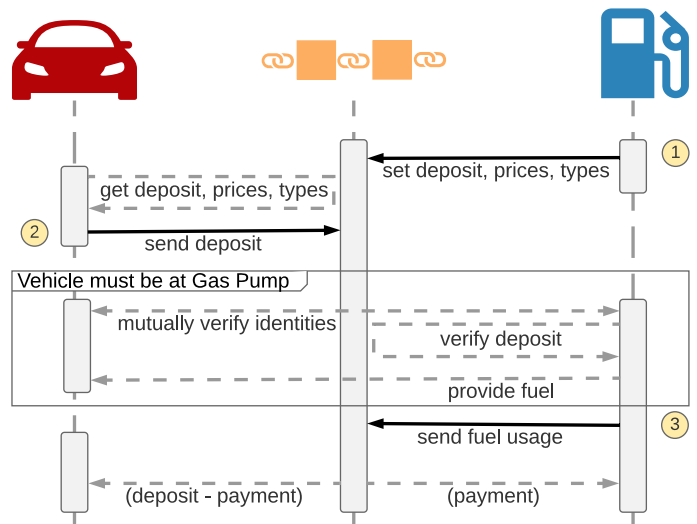 1
set deposit, prices, types
get deposit, prices, types
2
send deposit
Vehicle must be at Gas Pump
mutually verify identities
verify deposit
provide fuel
3
send fuel usage
(deposit - payment)
(payment)